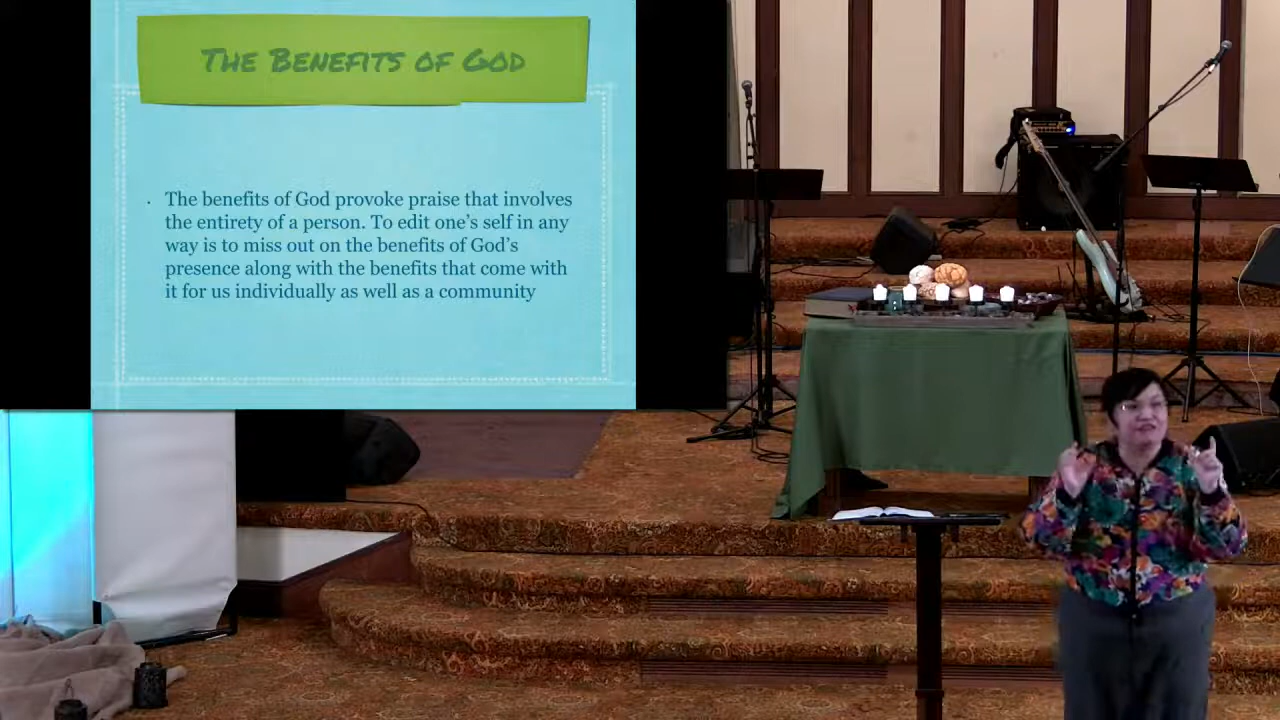 The Benefits of God
. The benefits of God provoke praise that involves
the entirety of a person. To edit one's self in any
way is to miss out on the benefits of God's
presence along with the benefits that come with
it for us individually as well as a community